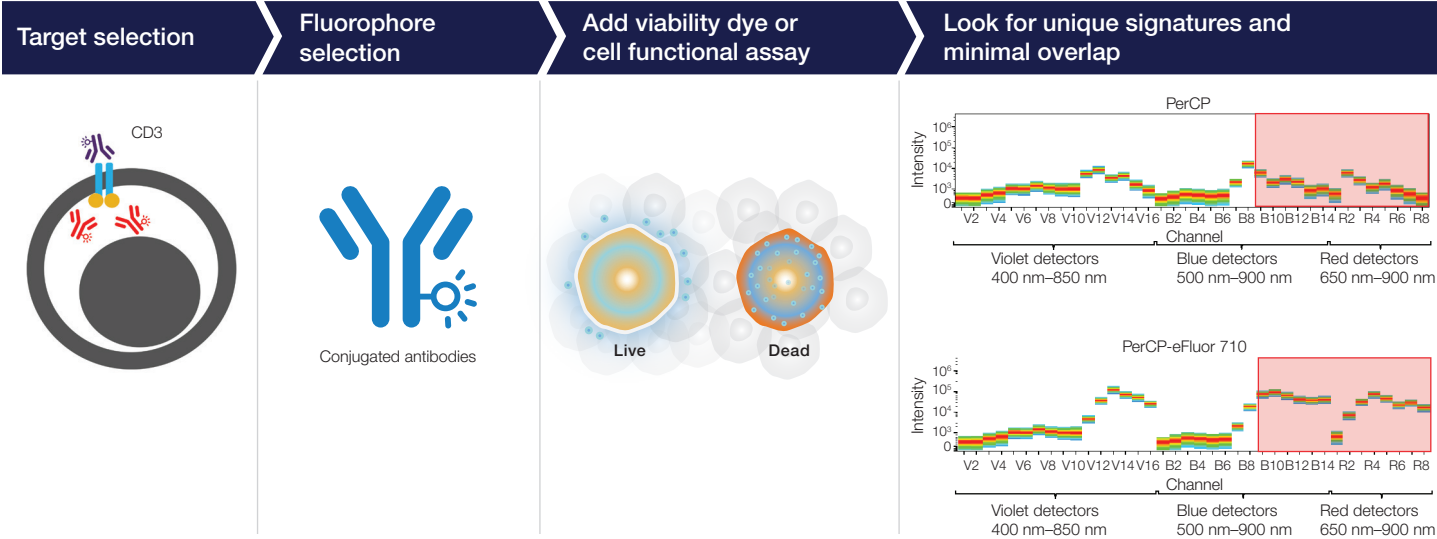 Target selection
Fluorophore
selection
Add viability dye or
cell functional assay
Look for unique signatures and
minimal overlap
CD3
Conjugated antibodies
Live
Dead
PerCP
Intensity
10⁶
10⁵
10⁴
10³
0
V2 V4 V6 V8 V10 V12 V14 V16 B2 B4 B6 B8 B10 B12 B14 R2 R4 R6 R8
Channel
Violet detectors
400 nm–850 nm
Blue detectors
500 nm–900 nm
Red detectors
650 nm–900 nm
PerCP-eFluor 710
Intensity
10⁶
10⁵
10⁴
10³
0
V2 V4 V6 V8 V10 V12 V14 V16 B2 B4 B6 B8 B10 B12 B14 R2 R4 R6 R8
Channel
Violet detectors
400 nm–850 nm
Blue detectors
500 nm–900 nm
Red detectors
650 nm–900 nm